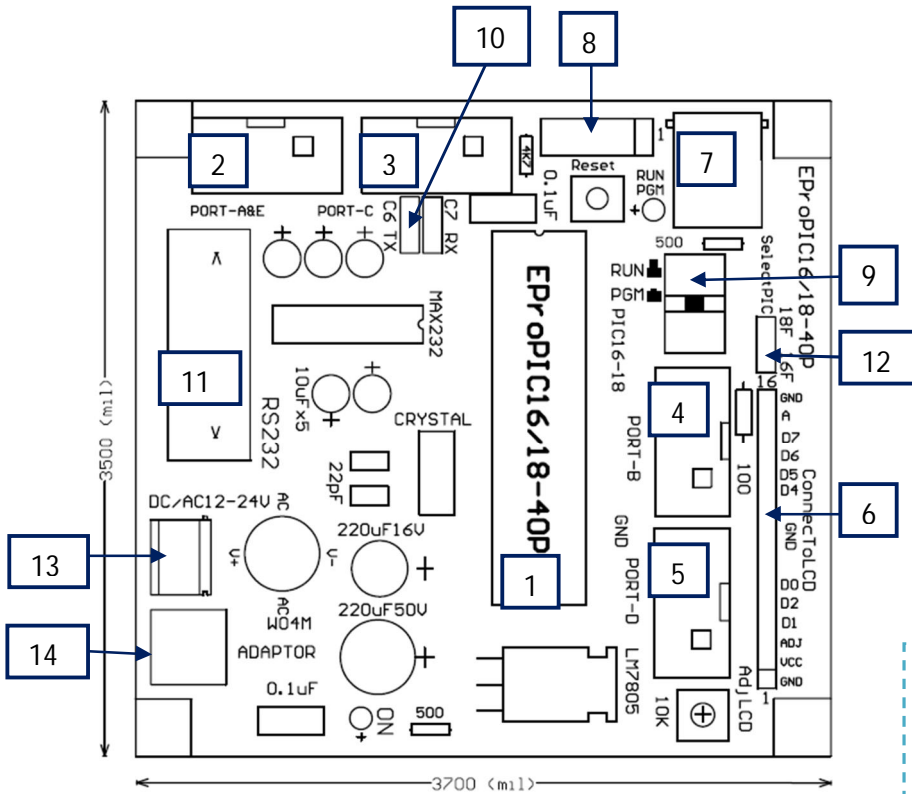 10
8
2
3
7
1
4K7
Reset
0.1uF
RUN
PGM
+
EProPIC16/18-40P
PORT-A&E
PORT-C
C6 TX
C7 RX
+
+
+
500
SelectPIC
RUN
PGM
9
PIC16-18
18F
16F
12
MAX232
EProPIC16/18-40P
11
RS232
10uFx5
+
+
CRYSTAL
22pF
4
PORT-B
100
16
GND
A
D7
D6
D5
D4
GND
D0
D2
D1
ADJ
VCC
GND
1
ConnecToLCD
6
3500 (mil)
DC/AC12-24V
13
AC
V+
V-
AC
W04M
220uF16V
+
220uF50V
+
1
GND
5
PORT-D
14
ADAPTOR
0.1uF
ON
+
500
LM7805
10K
AdjLCD
3700 (mil)